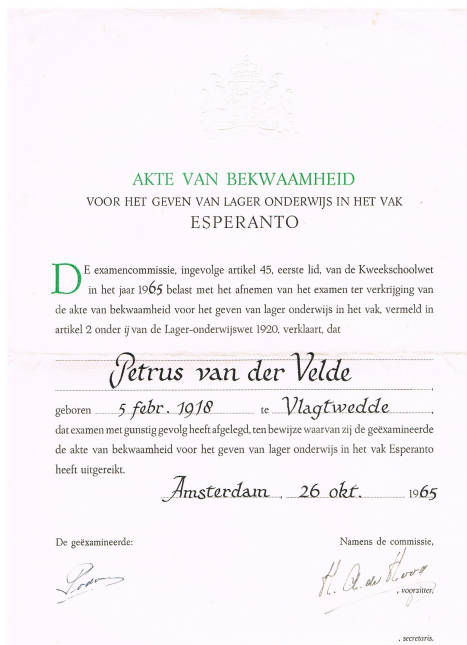 AKTE VAN BEKWAAMHEID
VOOR HET GEVEN VAN LAGER ONDERWIJS IN HET VAK
ESPERANTO
DE examencommissie, ingevolge artikel 45, eerste lid, van de Kweekschoolwet
in het jaar 1965 belast met het afnemen van het examen ter verkrijging van
de akte van bekwaamheid voor het geven van lager onderwijs in het vak, vermeld in
artikel 2 onder ij van de Lager-onderwijswet 1920, verklaart, dat
Petrus van der Velde,
geboren 5 febr. 1918 te Vlagtwedde,
dat examen met gunstig gevolg heeft afgelegd, ten bewijze waarvan zij de geëxamineerde
de akte van bekwaamheid voor het geven van lager onderwijs in het vak Esperanto
heeft uitgereikt.
Amsterdam, 26 okt. 1965
De geëxamineerde: Namens de commissie,
H. A. de Hoog
, voorzitter,
, secretaris.